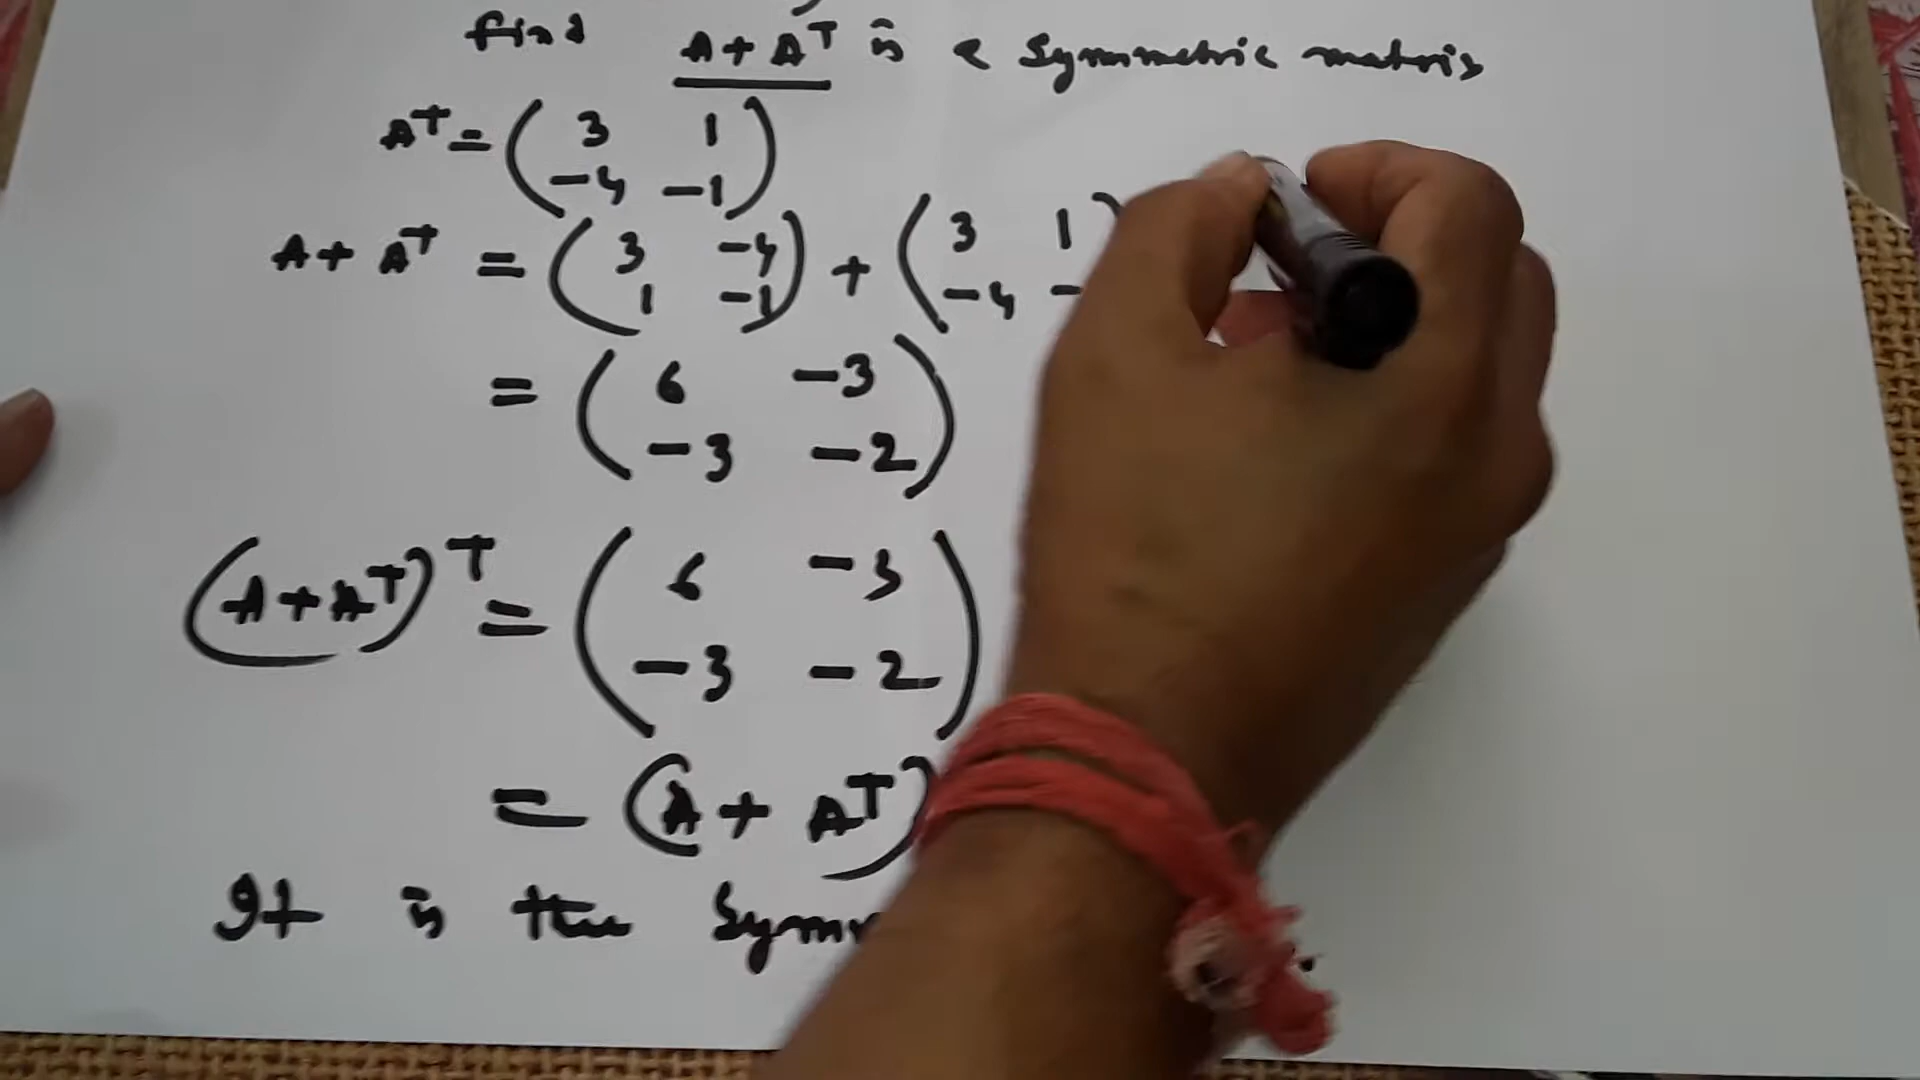 find A + A^T is a symmetric matrix
A^T = ( 3 1
-4 -1 )
A + A^T = ( 3 -4 ) + ( 3 1 )
( 1 -1 ) ( -4 -
= ( 6 -3
-3 -2 )
(A + A^T)^T = ( 6 -3
-3 -2 )
= (A + A^T)
It is the Symm